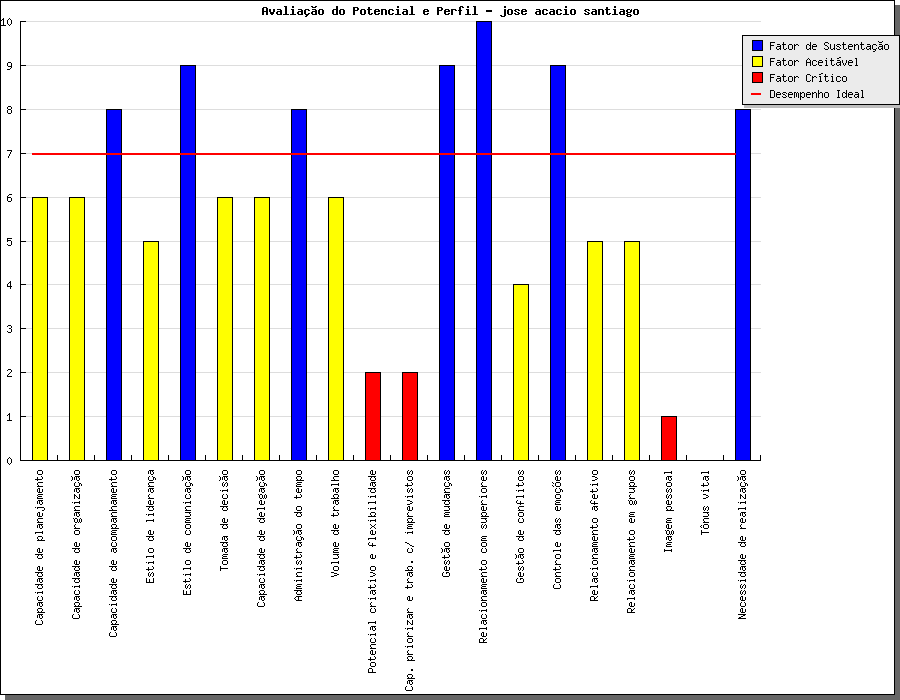 Avaliação do Potencial e Perfil - jose acacio santiago
Fator de Sustentação
Fator Aceitável
Fator Crítico
Desempenho Ideal
10
9
8
7
6
5
4
3
2
1
0
Capacidade de planejamento
Capacidade de organização
Capacidade de acompanhamento
Estilo de liderança
Estilo de comunicação
Tomada de decisão
Capacidade de delegação
Administração do tempo
Volume de trabalho
Potencial criativo e flexibilidade
Cap. priorizar e trab. c/ imprevistos
Gestão de mudanças
Relacionamento com superiores
Gestão de conflitos
Controle das emoções
Relacionamento afetivo
Relacionamento em grupos
Imagem pessoal
Tônus vital
Necessidade de realização